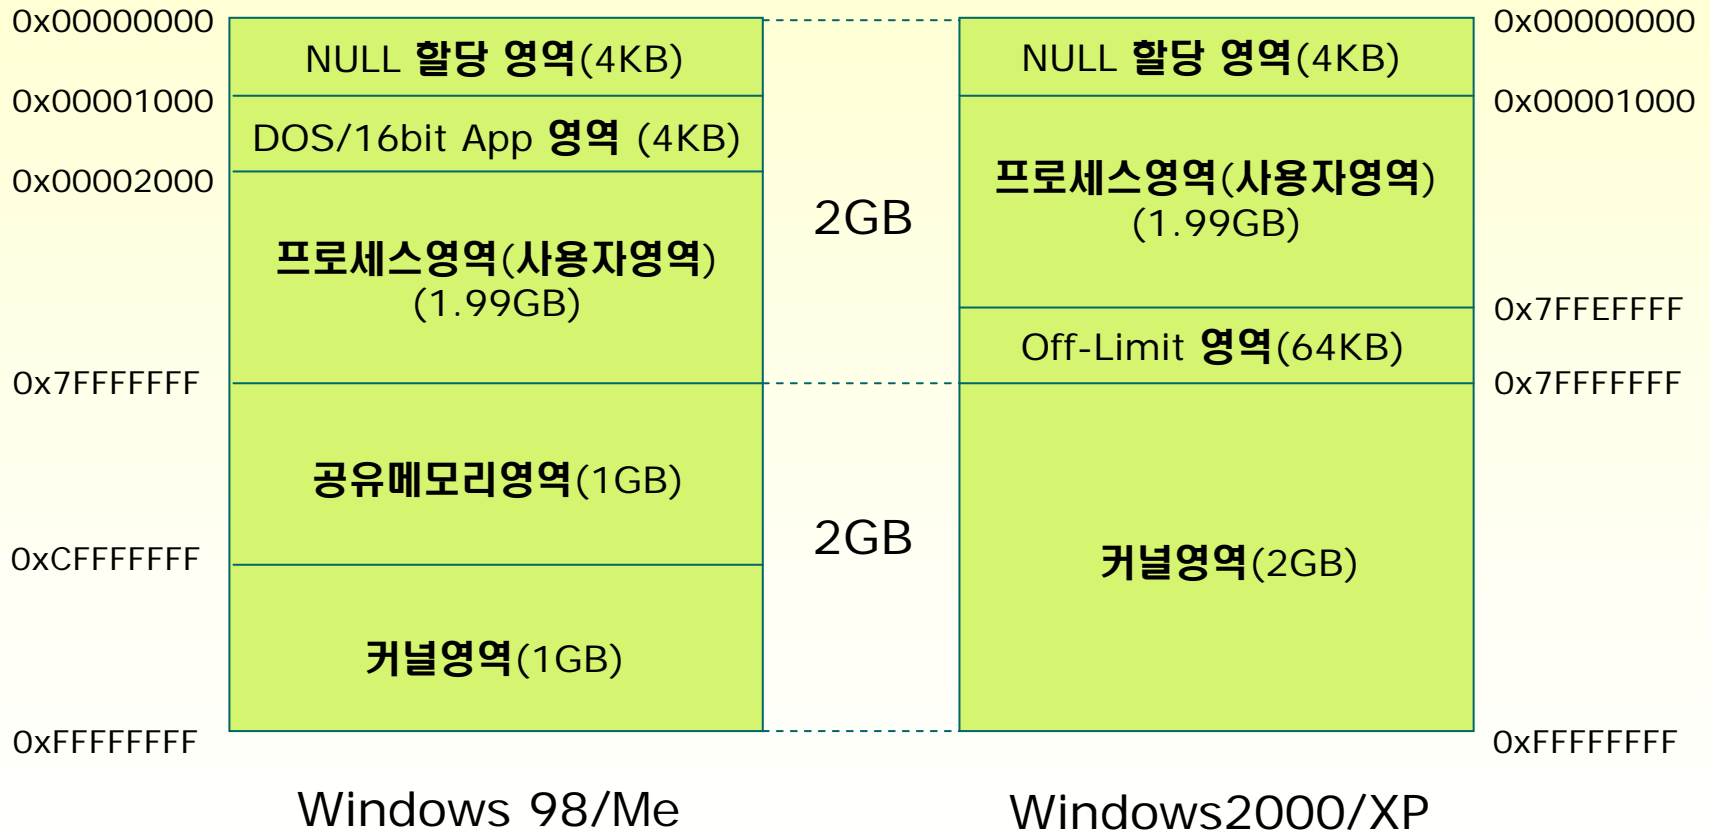 0x00000000
NULL 할당 영역(4KB)
0x00001000
DOS/16bit App 영역 (4KB)
0x00002000
프로세스영역(사용자영역)
(1.99GB)
0x7FFFFFFF
공유메모리영역(1GB)
0xCFFFFFFF
커널영역(1GB)
0xFFFFFFFF
Windows 98/Me
2GB
2GB
0x00000000
NULL 할당 영역(4KB)
0x00001000
프로세스영역(사용자영역)
(1.99GB)
0x7FFEFFFF
Off-Limit 영역(64KB)
0x7FFFFFFF
커널영역(2GB)
0xFFFFFFFF
Windows2000/XP